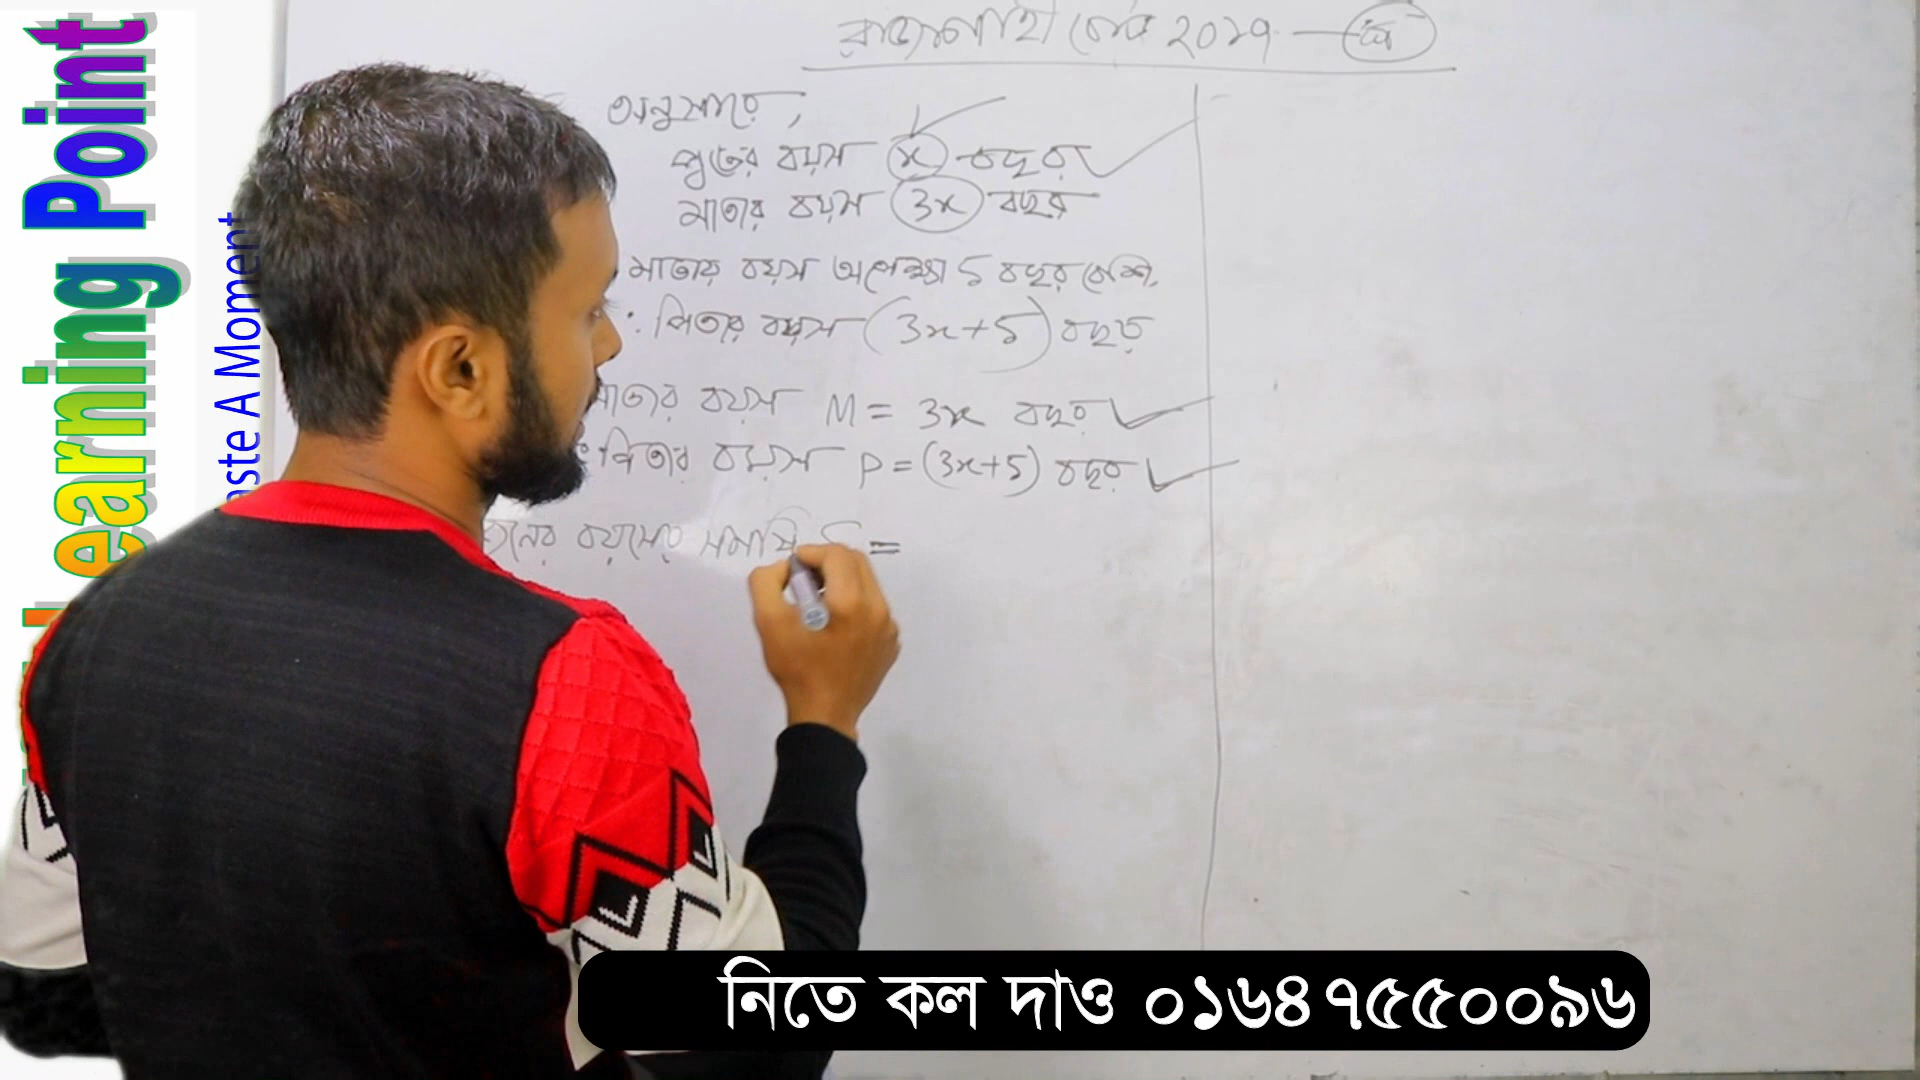 রাজশাহী বোর্ড ২০১৭ — ঘ
অনুসারে,
পুত্রের বয়স x বছর
মাতার বয়স 3x বছর
মাতার বয়স অপেক্ষা 5 বছর বেশি.
∴ পিতার বয়স (3x+5) বছর
মাতার বয়স M = 3x বছর
∴ পিতার বয়স P = (3x+5) বছর
বয়সের সমষ্টি S =
Learning Point
aste A Moment
নিতে কল দাও ০১৬৪৭৫৫০০৯৬